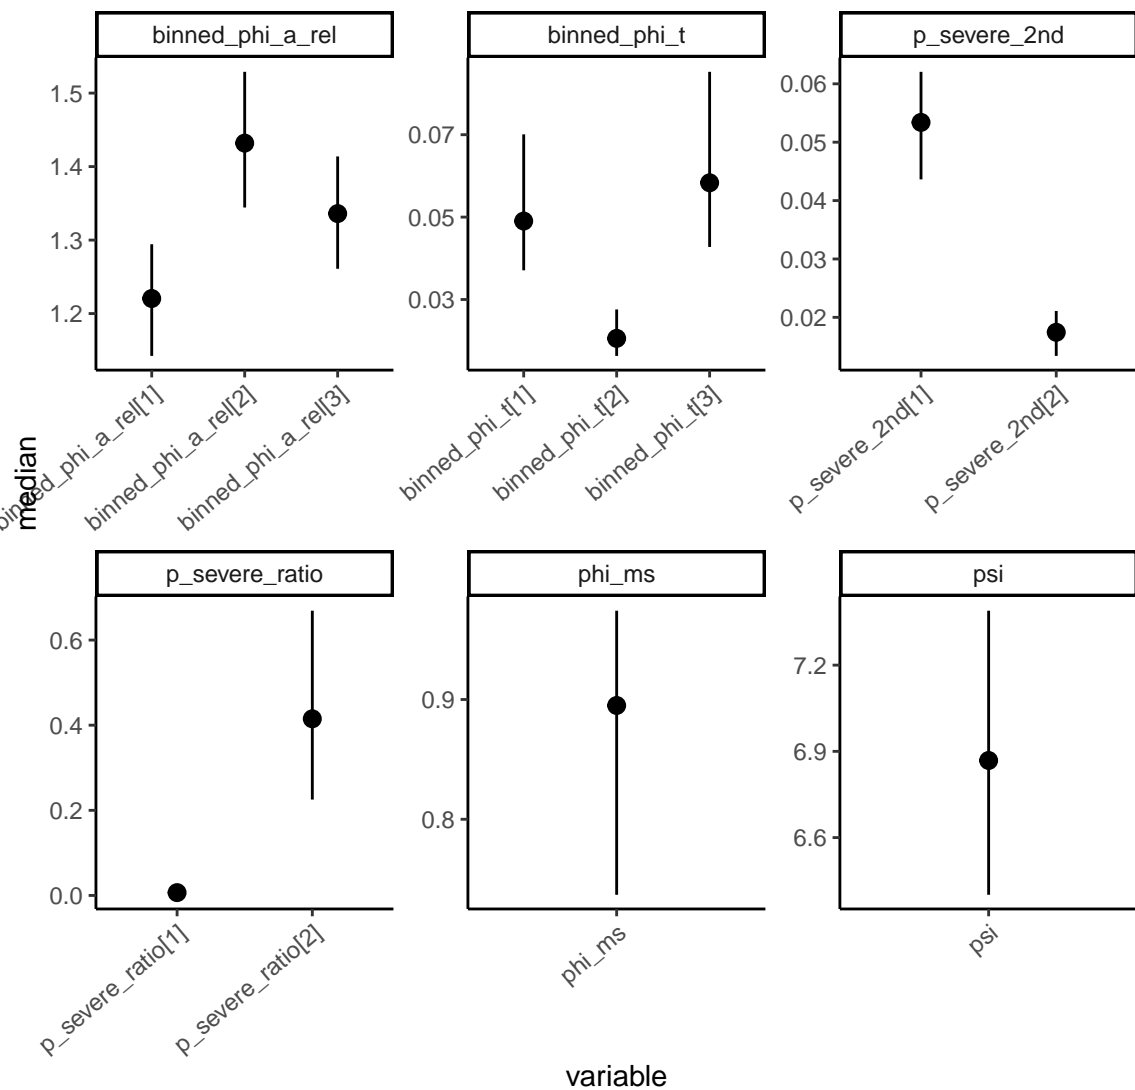 binned_phi_a_rel
binned_phi_t
p_severe_2nd
1.5
1.4
1.3
1.2
0.07
0.05
0.03
0.06
0.05
0.04
0.03
0.02
binned_phi_a_rel[1]
binned_phi_a_rel[2]
binned_phi_a_rel[3]
binned_phi_t[1]
binned_phi_t[2]
binned_phi_t[3]
p_severe_2nd[1]
p_severe_2nd[2]
median
p_severe_ratio
phi_ms
psi
0.6
0.4
0.2
0.0
0.9
0.8
7.2
6.9
6.6
p_severe_ratio[1]
p_severe_ratio[2]
phi_ms
psi
variable